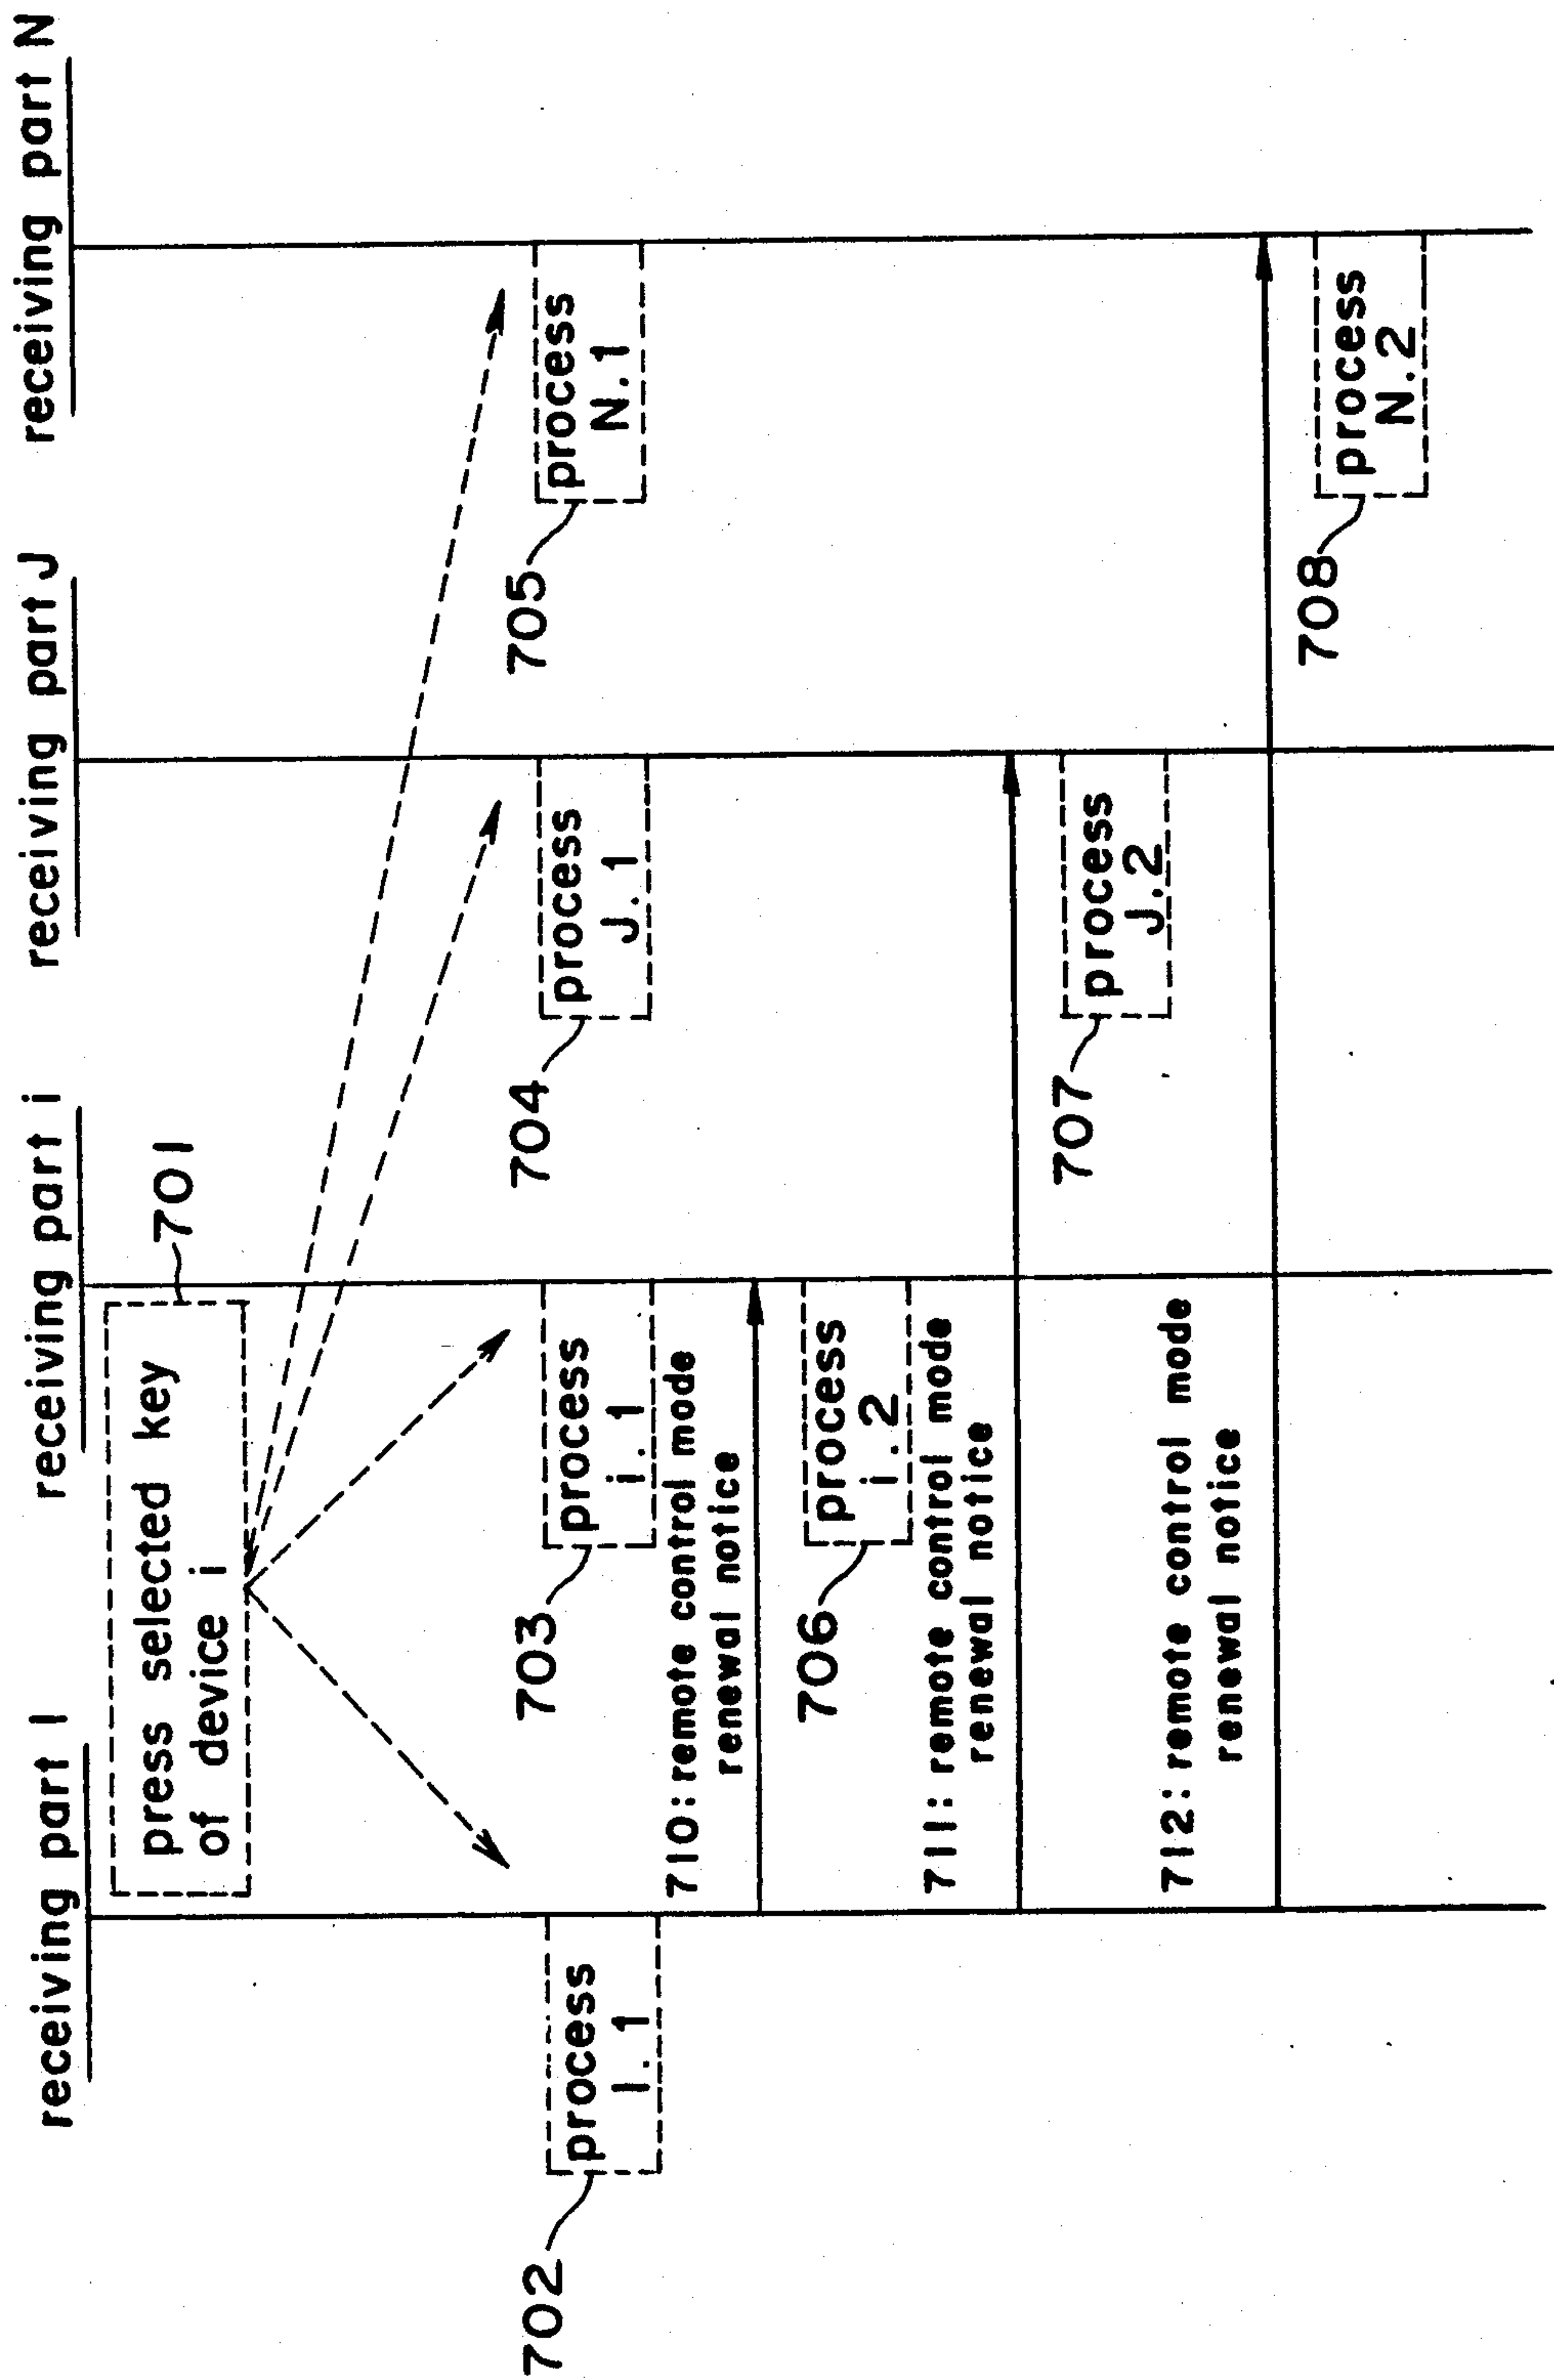 receiving part 1
receiving part i
receiving part J
receiving part N
press selected key
of device i
701
702
process
1.1
703
process
i.1
704
process
J.1
705
process
N.1
710: remote control mode
renewal notice
706
process
i.2
711: remote control mode
renewal notice
707
process
J.2
712: remote control mode
renewal notice
708
process
N.2